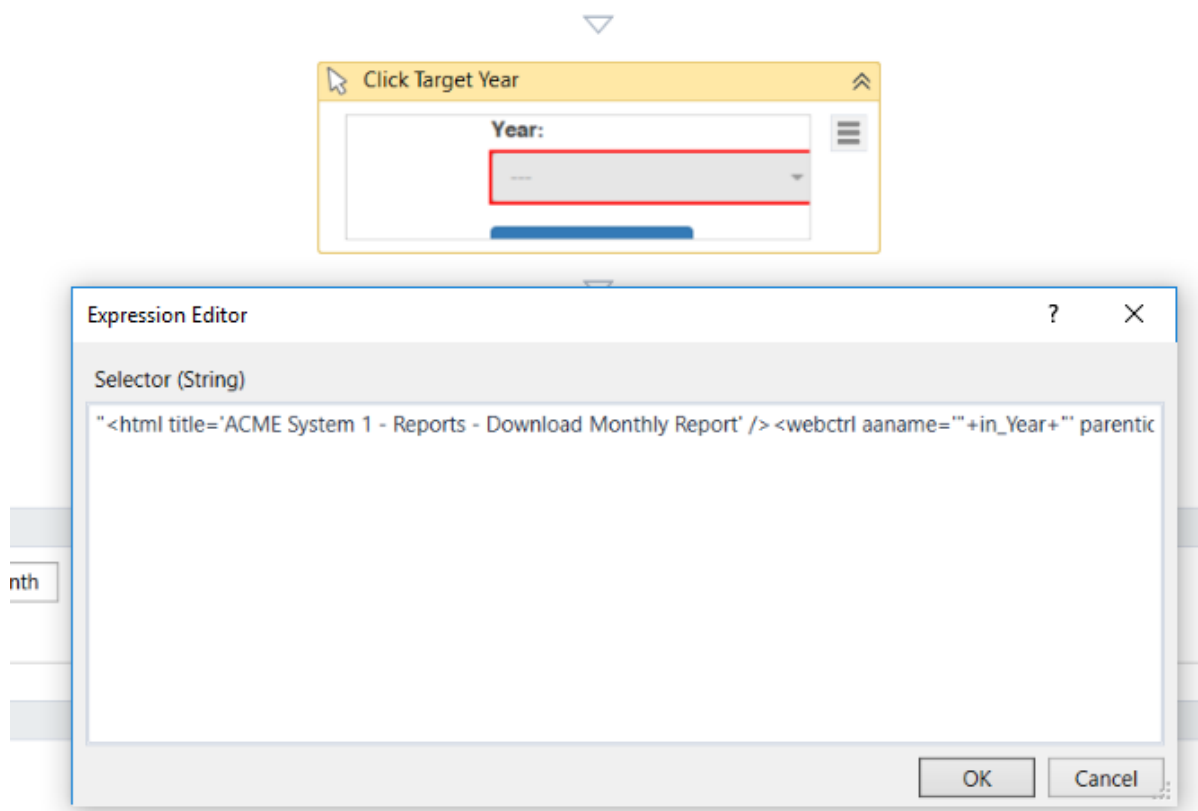 Click Target Year
Year:
---
Expression Editor
?
Selector (String)
"<html title='ACME System 1 - Reports - Download Monthly Report' /><webctrl aaname='"+in_Year+"' parentic
nth
OK
Cancel